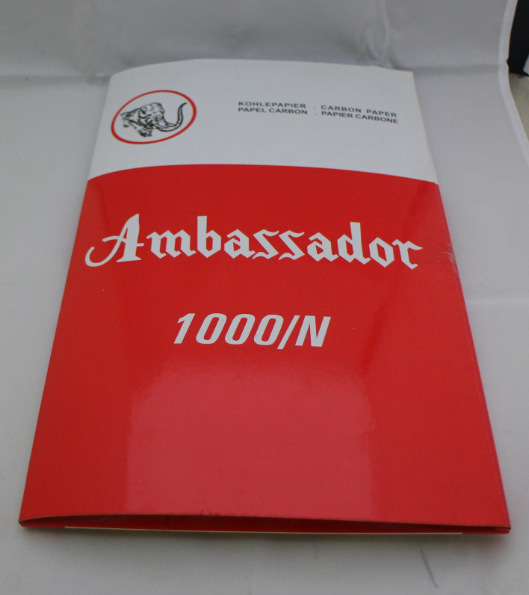 KOHLEPAPIER . CARBON PAPER
PAPEL CARBON . PAPIER CARBONE
Ambassador
1000/N